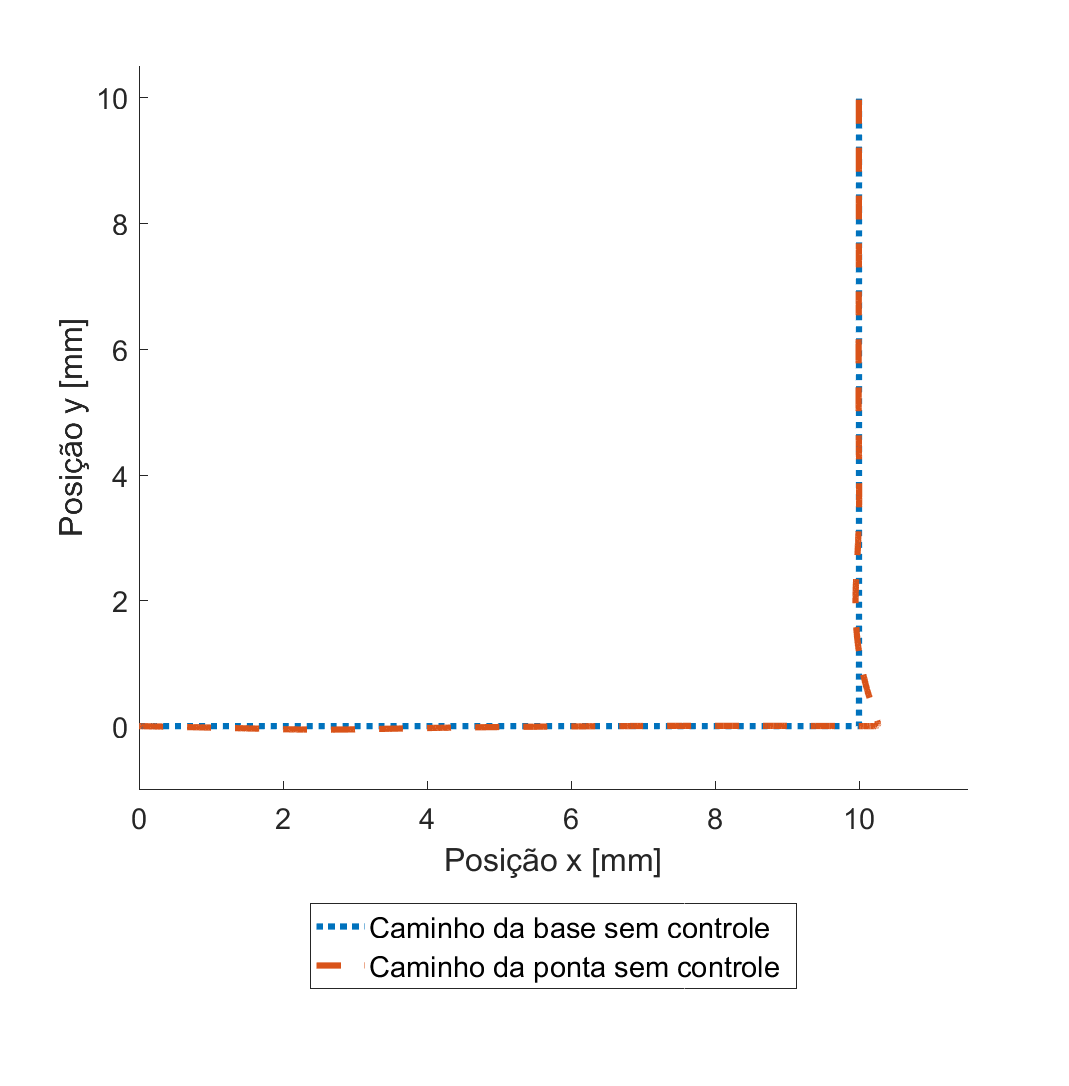 10
8
6
4
2
0
Posição y [mm]
0 2 4 6 8 10
Posição x [mm]
Caminho da base sem controle
Caminho da ponta sem controle